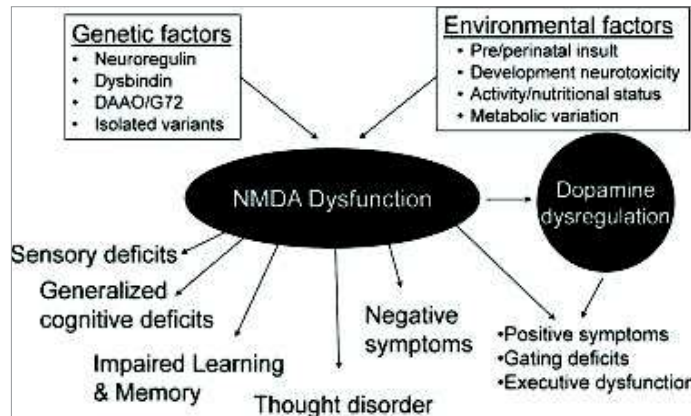 Genetic factors
• Neuroregulin
• Dysbindin
• DAAO/G72
• Isolated variants
Environmental factors
• Pre/perinatal insult
• Development neurotoxicity
• Activity/nutritional status
• Metabolic variation
NMDA Dysfunction
Dopamine
dysregulation
Sensory deficits
Generalized
cognitive deficits
Impaired Learning
& Memory
Thought disorder
Negative
symptoms
•Positive symptoms
•Gating deficits
•Executive dysfunction